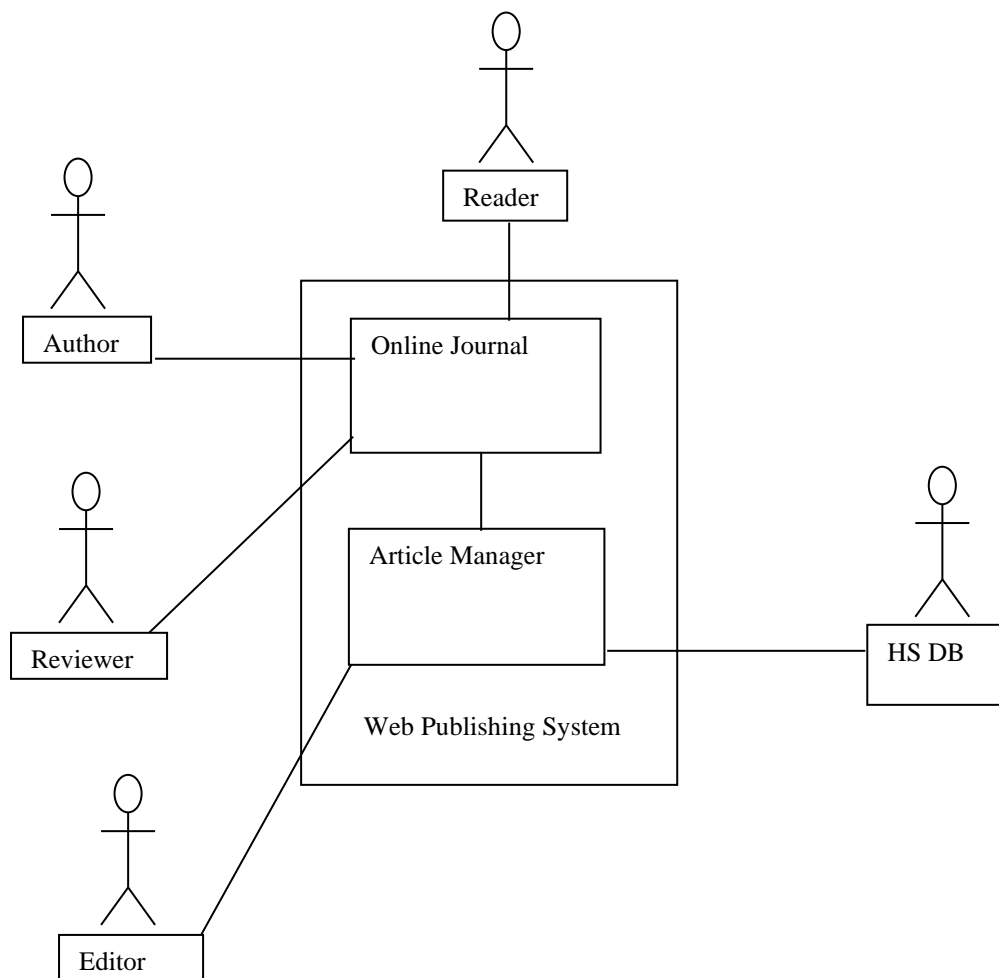 Reader
Author
Online Journal
Article Manager
Reviewer
HS DB
Web Publishing System
Editor